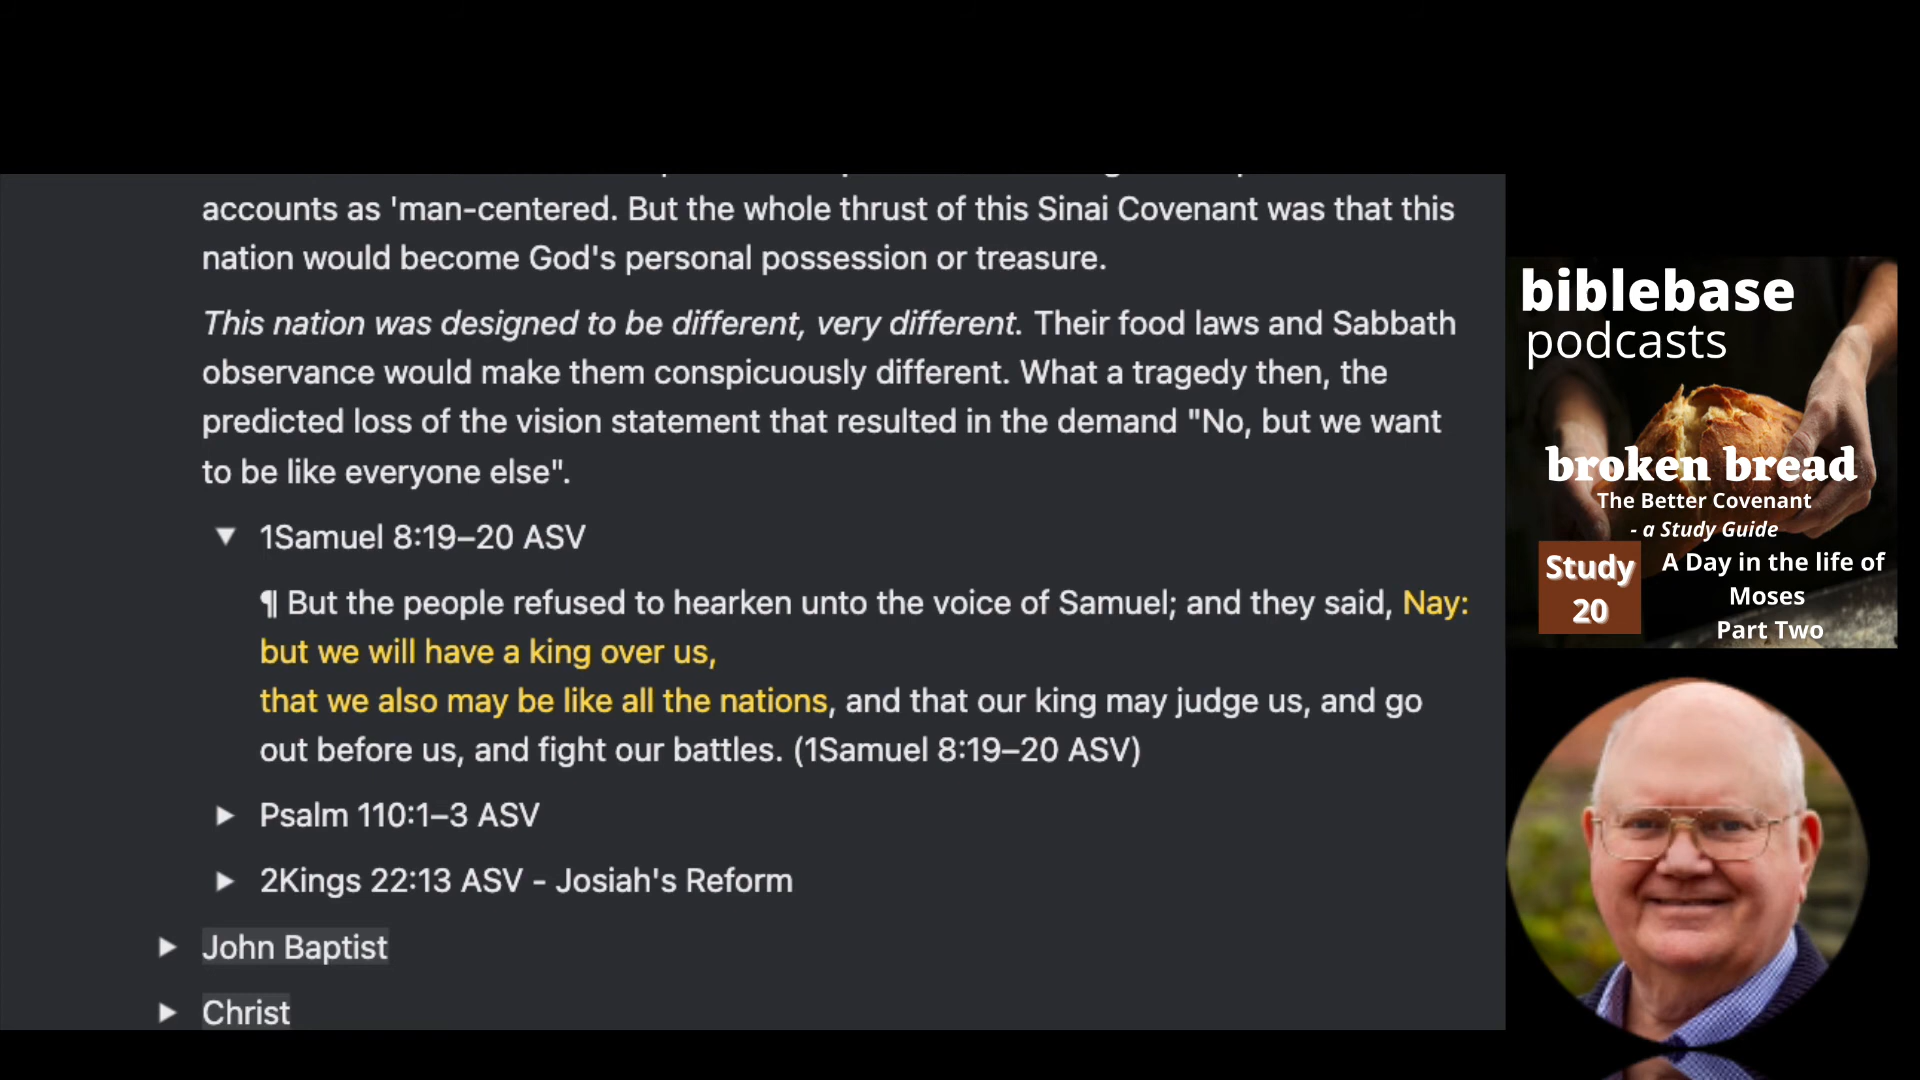 accounts as 'man-centered. But the whole thrust of this Sinai Covenant was that this
nation would become God's personal possession or treasure.
This nation was designed to be different, very different. Their food laws and Sabbath
observance would make them conspicuously different. What a tragedy then, the
predicted loss of the vision statement that resulted in the demand "No, but we want
to be like everyone else".
▼ 1Samuel 8:19–20 ASV
¶ But the people refused to hearken unto the voice of Samuel; and they said, Nay:
but we will have a king over us,
that we also may be like all the nations, and that our king may judge us, and go
out before us, and fight our battles. (1Samuel 8:19–20 ASV)
▶ Psalm 110:1–3 ASV
▶ 2Kings 22:13 ASV - Josiah's Reform
▶ John Baptist
▶ Christ
biblebase
podcasts
broken bread
The Better Covenant
- a Study Guide
Study
20
A Day in the life of
Moses
Part Two